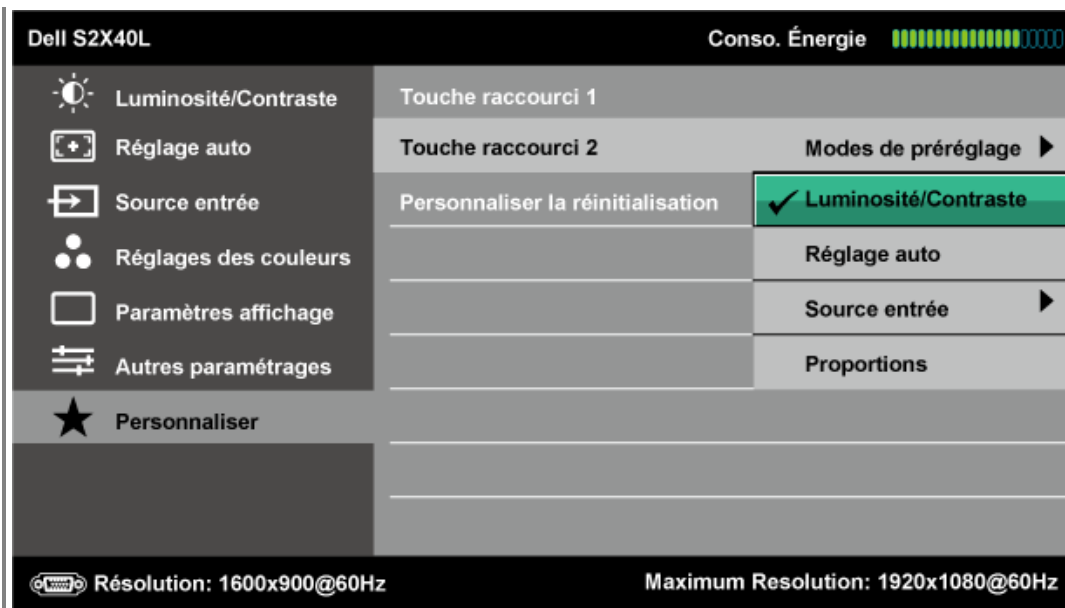 Dell S2X40L Conso. Énergie
Luminosité/Contraste Touche raccourci 1
Réglage auto Touche raccourci 2 Modes de préréglage
Source entrée Personnaliser la réinitialisation Luminosité/Contraste
Réglages des couleurs Réglage auto
Paramètres affichage Source entrée
Autres paramétrages Proportions
Personnaliser
Résolution: 1600x900@60Hz Maximum Resolution: 1920x1080@60Hz